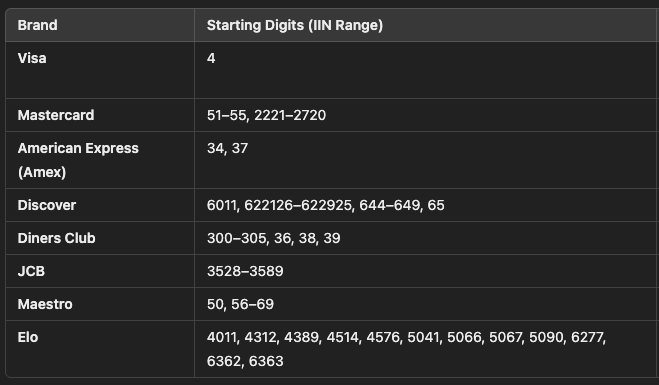 Brand Starting Digits (IIN Range)
Visa 4
Mastercard 51–55, 2221–2720
American Express 34, 37
(Amex)
Discover 6011, 622126–622925, 644–649, 65
Diners Club 300–305, 36, 38, 39
JCB 3528–3589
Maestro 50, 56–69
Elo 4011, 4312, 4389, 4514, 4576, 5041, 5066, 5067, 5090, 6277,
6362, 6363